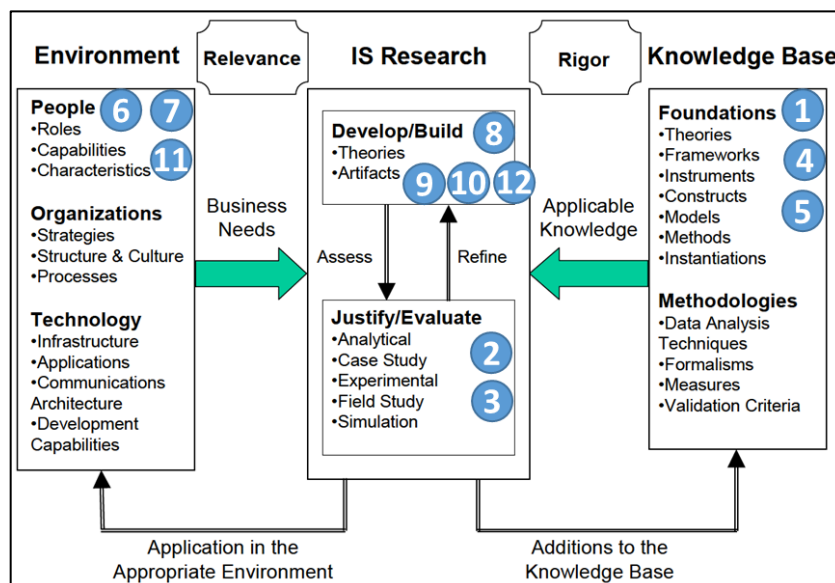 Environment
Relevance
IS Research
Rigor
Knowledge Base
People
6
7
•Roles
•Capabilities
•Characteristics
11
Organizations
•Strategies
•Structure & Culture
•Processes
Technology
•Infrastructure
•Applications
•Communications
Architecture
•Development
Capabilities
Business
Needs
Develop/Build
8
•Theories
•Artifacts
9
10
12
Assess
Refine
Justify/Evaluate
•Analytical
•Case Study
•Experimental
•Field Study
•Simulation
2
3
Applicable
Knowledge
Foundations
1
•Theories
•Frameworks
•Instruments
•Constructs
•Models
•Methods
•Instantiations
4
5
Methodologies
•Data Analysis
Techniques
•Formalisms
•Measures
•Validation Criteria
Application in the
Appropriate Environment
Additions to the
Knowledge Base